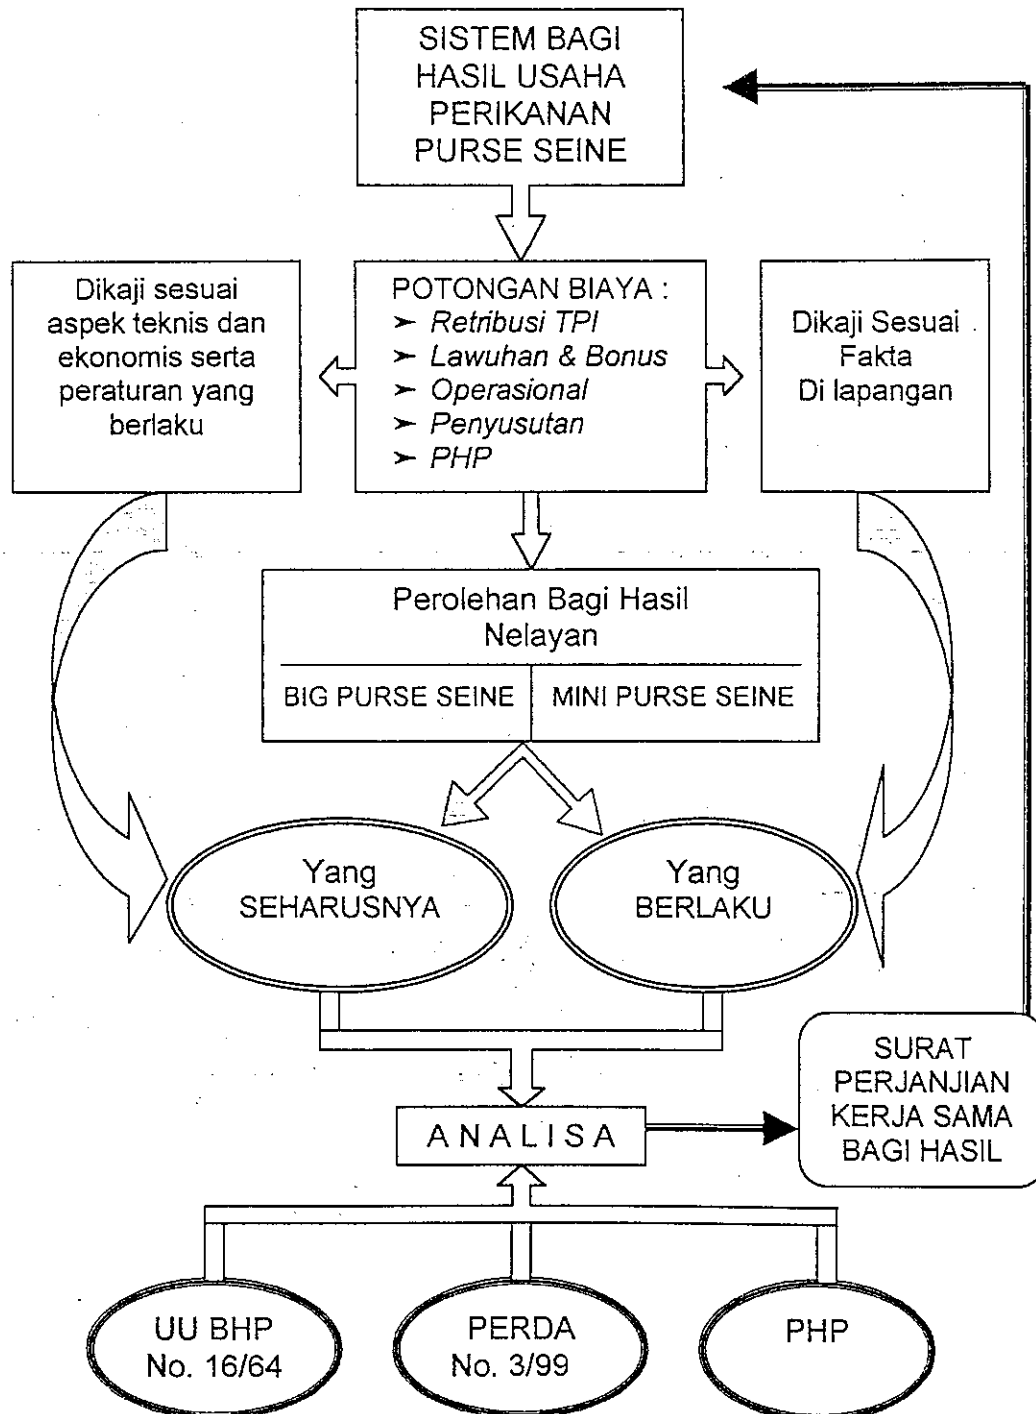 SISTEM BAGI
HASIL USAHA
PERIKANAN
PURSE SEINE
Dikaji sesuai
aspek teknis dan
ekonomis serta
peraturan yang
berlaku
POTONGAN BIAYA :
➤ Retribusi TPI
➤ Lawuhan & Bonus
➤ Operasional
➤ Penyusutan
➤ PHP
Dikaji Sesuai
Fakta
Di lapangan
Perolehan Bagi Hasil
Nelayan
BIG PURSE SEINE
MINI PURSE SEINE
Yang
SEHARUSNYA
Yang
BERLAKU
SURAT
PERJANJIAN
KERJA SAMA
BAGI HASIL
ANALISA
UU BHP
No. 16/64
PERDA
No. 3/99
PHP